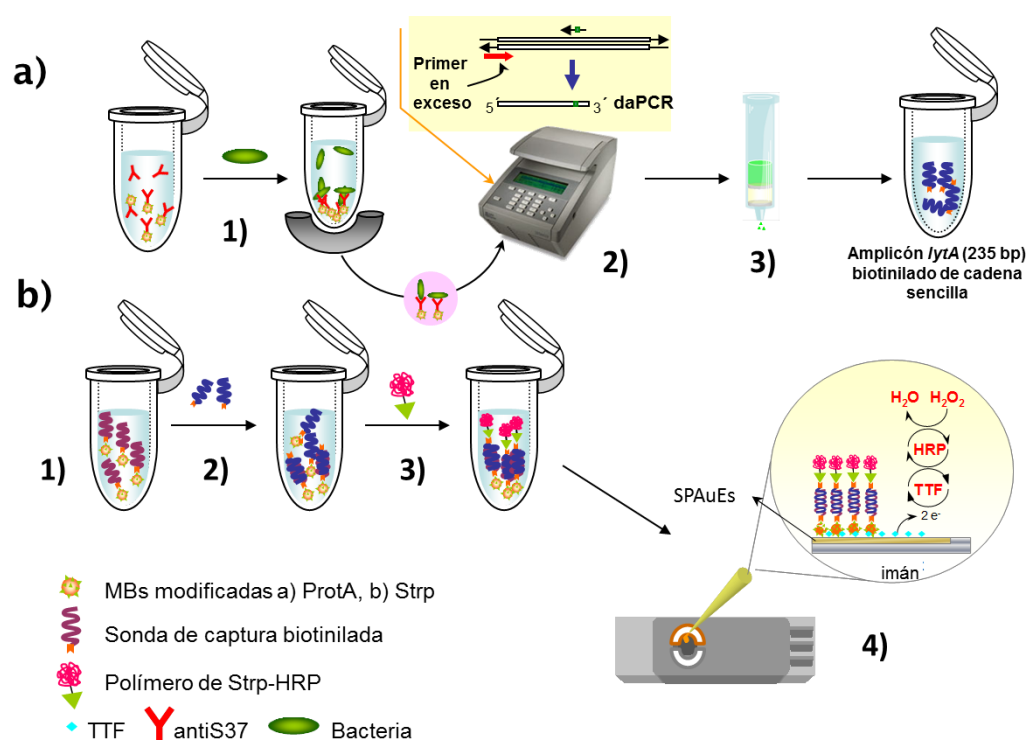 a)
1)
Primer
en
exceso
5´
3´ daPCR
2)
3)
Amplicón lytA (235 bp)
biotinilado de cadena
sencilla
b)
1)
2)
3)
SPAuEs
H2O H2O2
HRP
TTF
2 e-
imán
4)
MBs modificadas a) ProtA, b) Strp
Sonda de captura biotinilada
Polímero de Strp-HRP
TTF antiS37 Bacteria